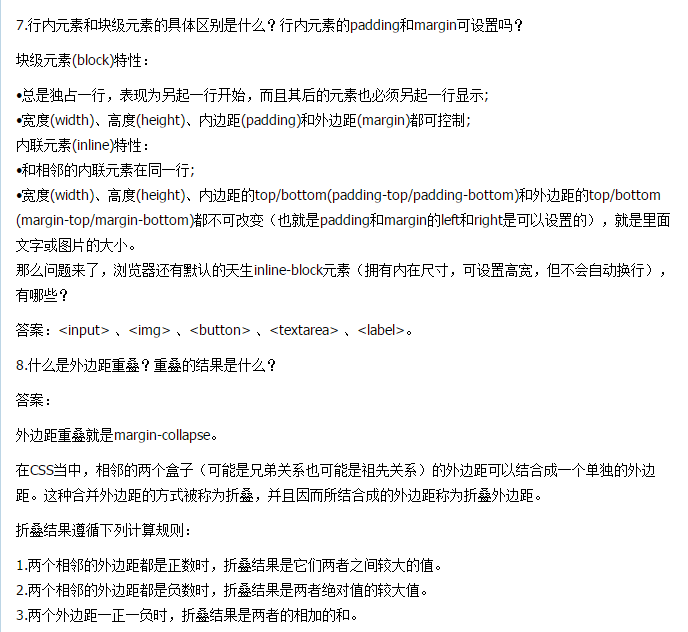 7.行内元素和块级元素的具体区别是什么？行内元素的padding和margin可设置吗？
块级元素(block)特性：
•总是独占一行，表现为另起一行开始，而且其后的元素也必须另起一行显示;
•宽度(width)、高度(height)、内边距(padding)和外边距(margin)都可控制;
内联元素(inline)特性：
•和相邻的内联元素在同一行;
•宽度(width)、高度(height)、内边距的top/bottom(padding-top/padding-bottom)和外边距的top/bottom
(margin-top/margin-bottom)都不可改变（也就是padding和margin的left和right是可以设置的），就是里面
文字或图片的大小。
那么问题来了，浏览器还有默认的天生inline-block元素（拥有内在尺寸，可设置高宽，但不会自动换行），
有哪些？
答案：<input> 、<img> 、<button> 、<textarea> 、<label>。
8.什么是外边距重叠？重叠的结果是什么？
答案：
外边距重叠就是margin-collapse。
在CSS当中，相邻的两个盒子（可能是兄弟关系也可能是祖先关系）的外边距可以结合成一个单独的外边
距。这种合并外边距的方式被称为折叠，并且因而所结合成的外边距称为折叠外边距。
折叠结果遵循下列计算规则：
1.两个相邻的外边距都是正数时，折叠结果是它们两者之间较大的值。
2.两个相邻的外边距都是负数时，折叠结果是两者绝对值的较大值。
3.两个外边距一正一负时，折叠结果是两者的相加的和。